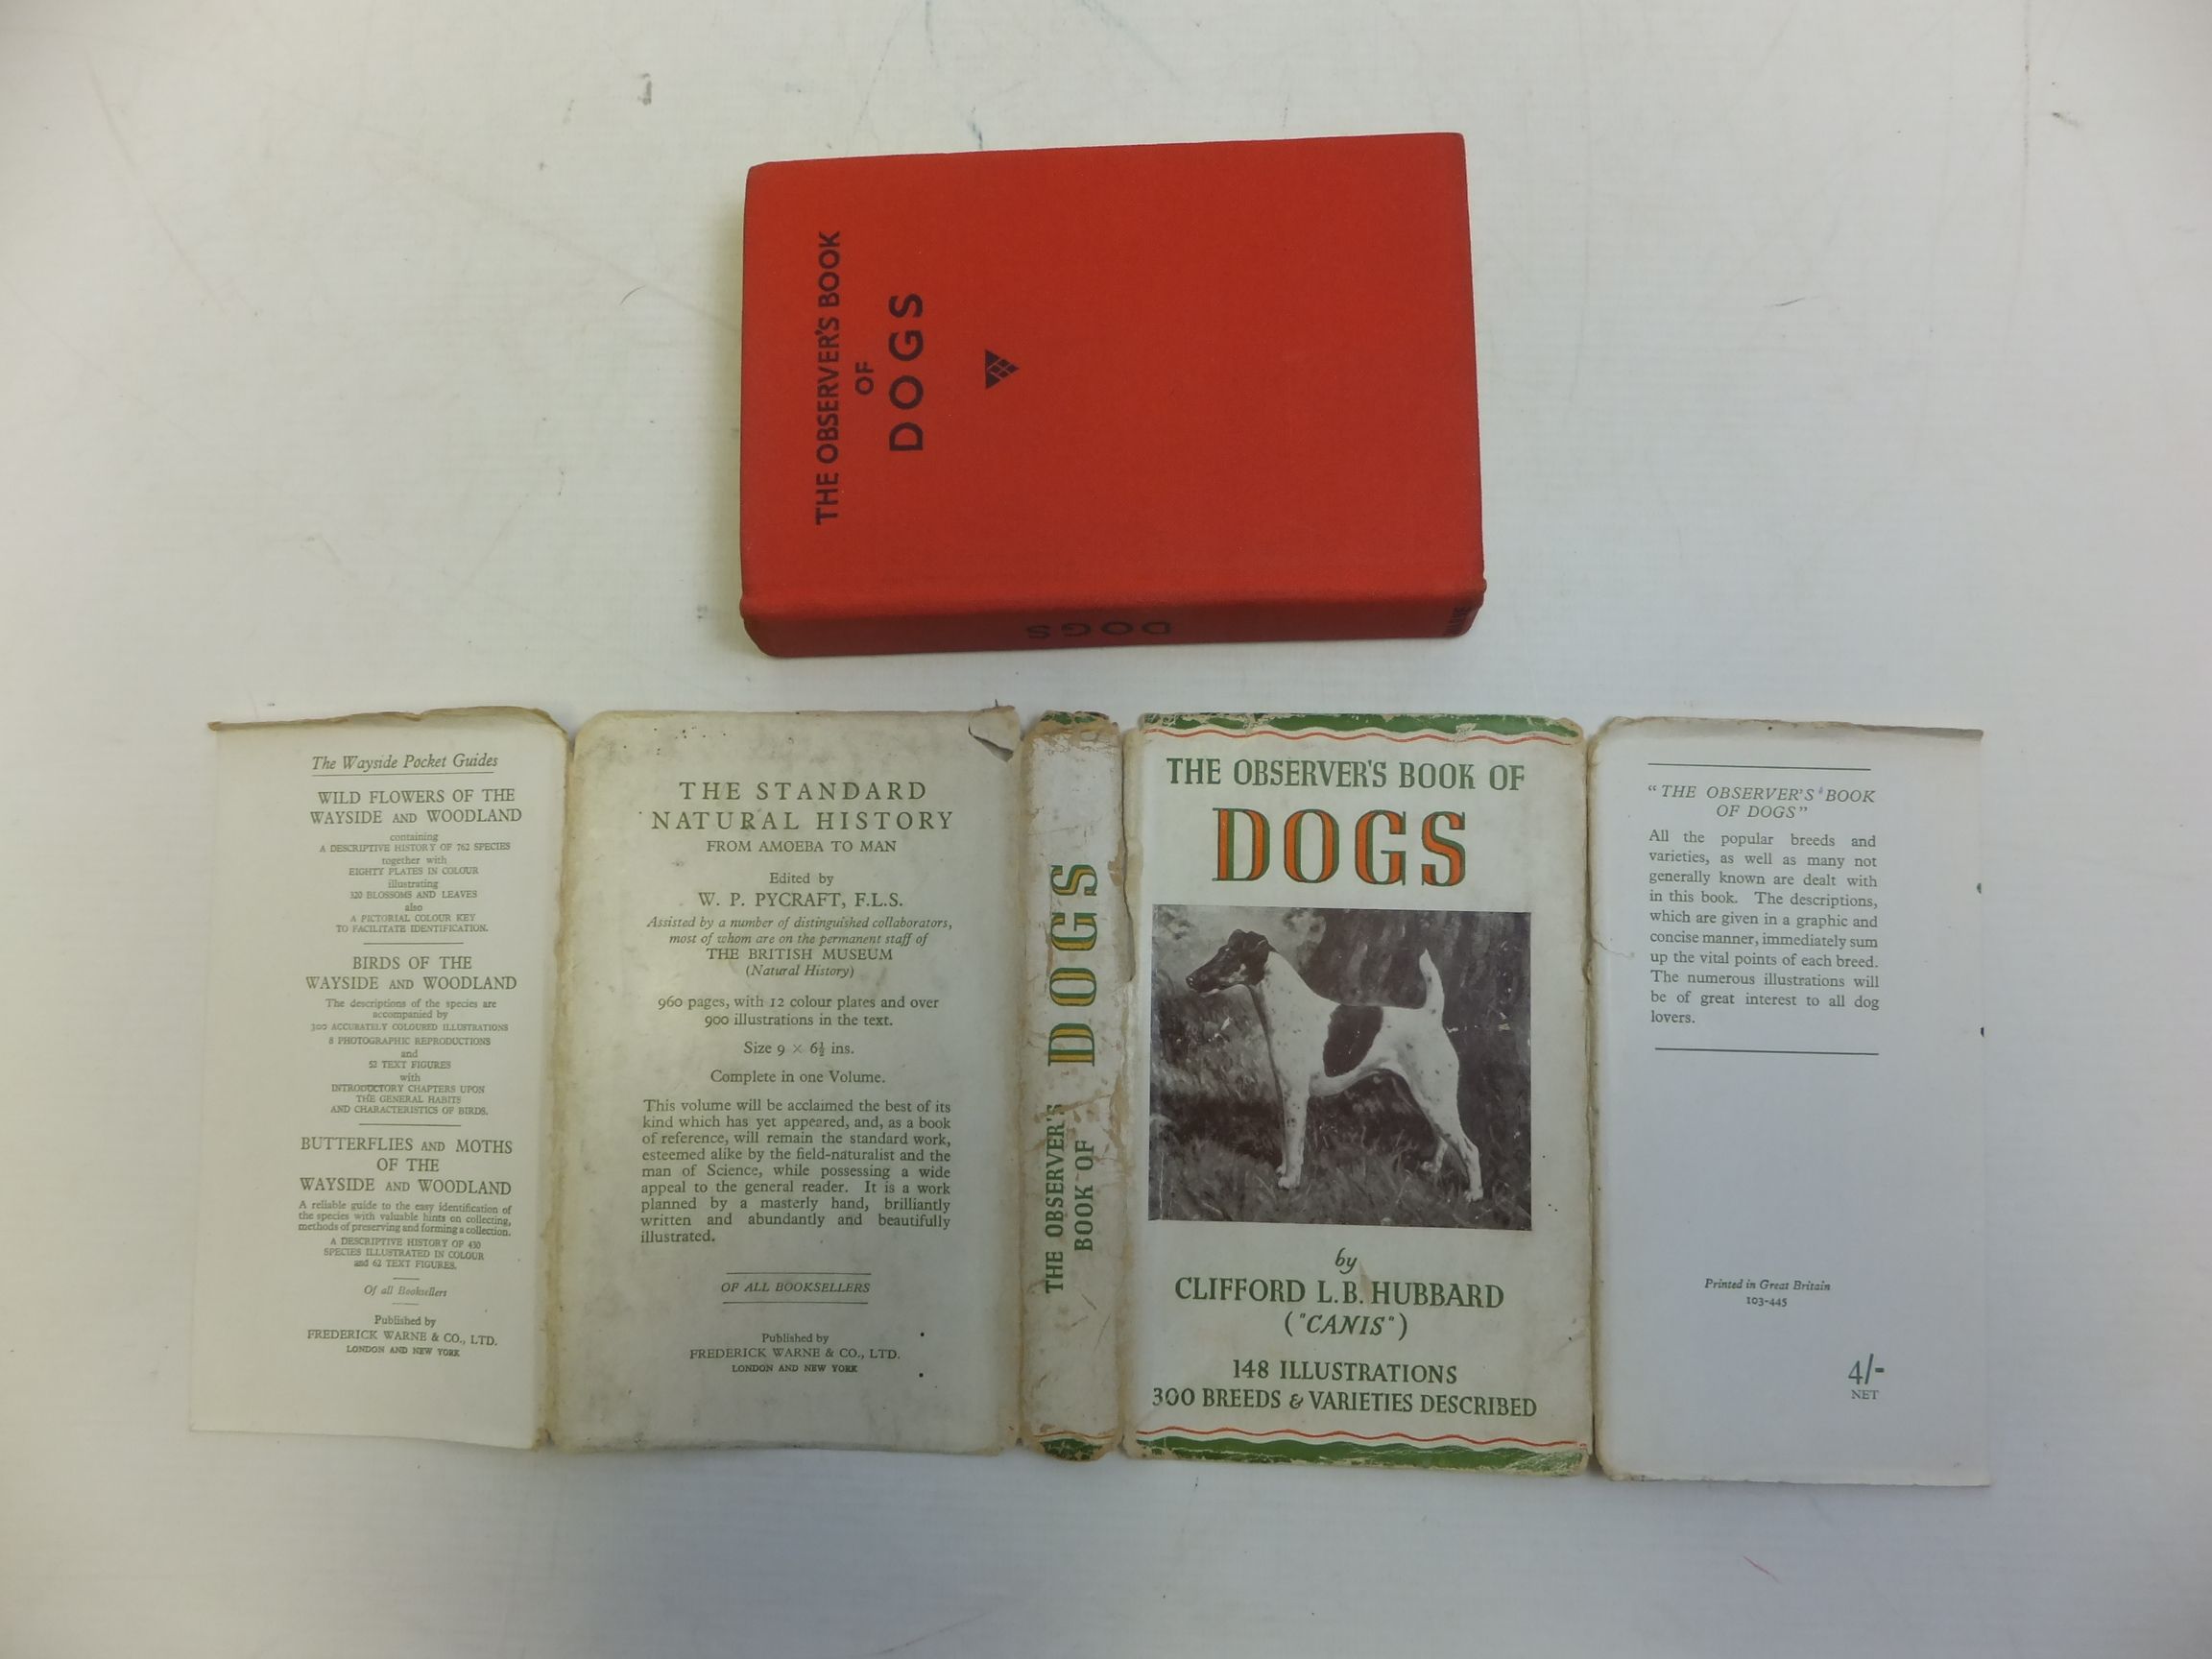 THE OBSERVER'S BOOK
OF
DOGS
DOGS
The Wayside Pocket Guides
WILD FLOWERS OF THE
WAYSIDE AND WOODLAND
containing
A DESCRIPTIVE HISTORY OF 762 SPECIES
together with
EIGHTY PLATES IN COLOUR
illustrating
320 BLOSSOMS AND LEAVES
also
A PICTORIAL COLOUR KEY
TO FACILITATE IDENTIFICATION.
BIRDS OF THE
WAYSIDE AND WOODLAND
The descriptions of the species are
accompanied by
300 ACCURATELY COLOURED ILLUSTRATIONS
8 PHOTOGRAPHIC REPRODUCTIONS
and
52 TEXT FIGURES
with
INTRODUCTORY CHAPTERS UPON
THE GENERAL HABITS
AND CHARACTERISTICS OF BIRDS.
BUTTERFLIES AND MOTHS
OF THE
WAYSIDE AND WOODLAND
A reliable guide to the easy identification of
the species with valuable hints on collecting,
methods of preserving and forming a collection.
A DESCRIPTIVE HISTORY OF 430
SPECIES ILLUSTRATED IN COLOUR
and 62 TEXT FIGURES.
Of all Booksellers
Published by
FREDERICK WARNE & CO., LTD.
LONDON AND NEW YORK
THE STANDARD
NATURAL HISTORY
FROM AMOEBA TO MAN
Edited by
W. P. PYCRAFT, F.L.S.
Assisted by a number of distinguished collaborators,
most of whom are on the permanent staff of
THE BRITISH MUSEUM
(Natural History)
960 pages, with 12 colour plates and over
900 illustrations in the text.
Size 9 × 6½ ins.
Complete in one Volume.
This volume will be acclaimed the best of its
kind which has yet appeared, and, as a book
of reference, will remain the standard work,
esteemed alike by the field-naturalist and the
man of Science, while possessing a wide
appeal to the general reader. It is a work
planned by a masterly hand, brilliantly
written and abundantly and beautifully
illustrated.
OF ALL BOOKSELLERS
Published by
FREDERICK WARNE & CO., LTD.
LONDON AND NEW YORK
THE OBSERVER'S
BOOK OF
DOGS
THE OBSERVER'S BOOK OF
DOGS
by
CLIFFORD L.B. HUBBARD
("CANIS")
148 ILLUSTRATIONS
300 BREEDS & VARIETIES DESCRIBED
"THE OBSERVER'S BOOK
OF DOGS"
All the popular breeds and
varieties, as well as many not
generally known are dealt with
in this book. The descriptions,
which are given in a graphic and
concise manner, immediately sum
up the vital points of each breed.
The numerous illustrations will
be of great interest to all dog
lovers.
Printed in Great Britain
103-445
4/-
NET